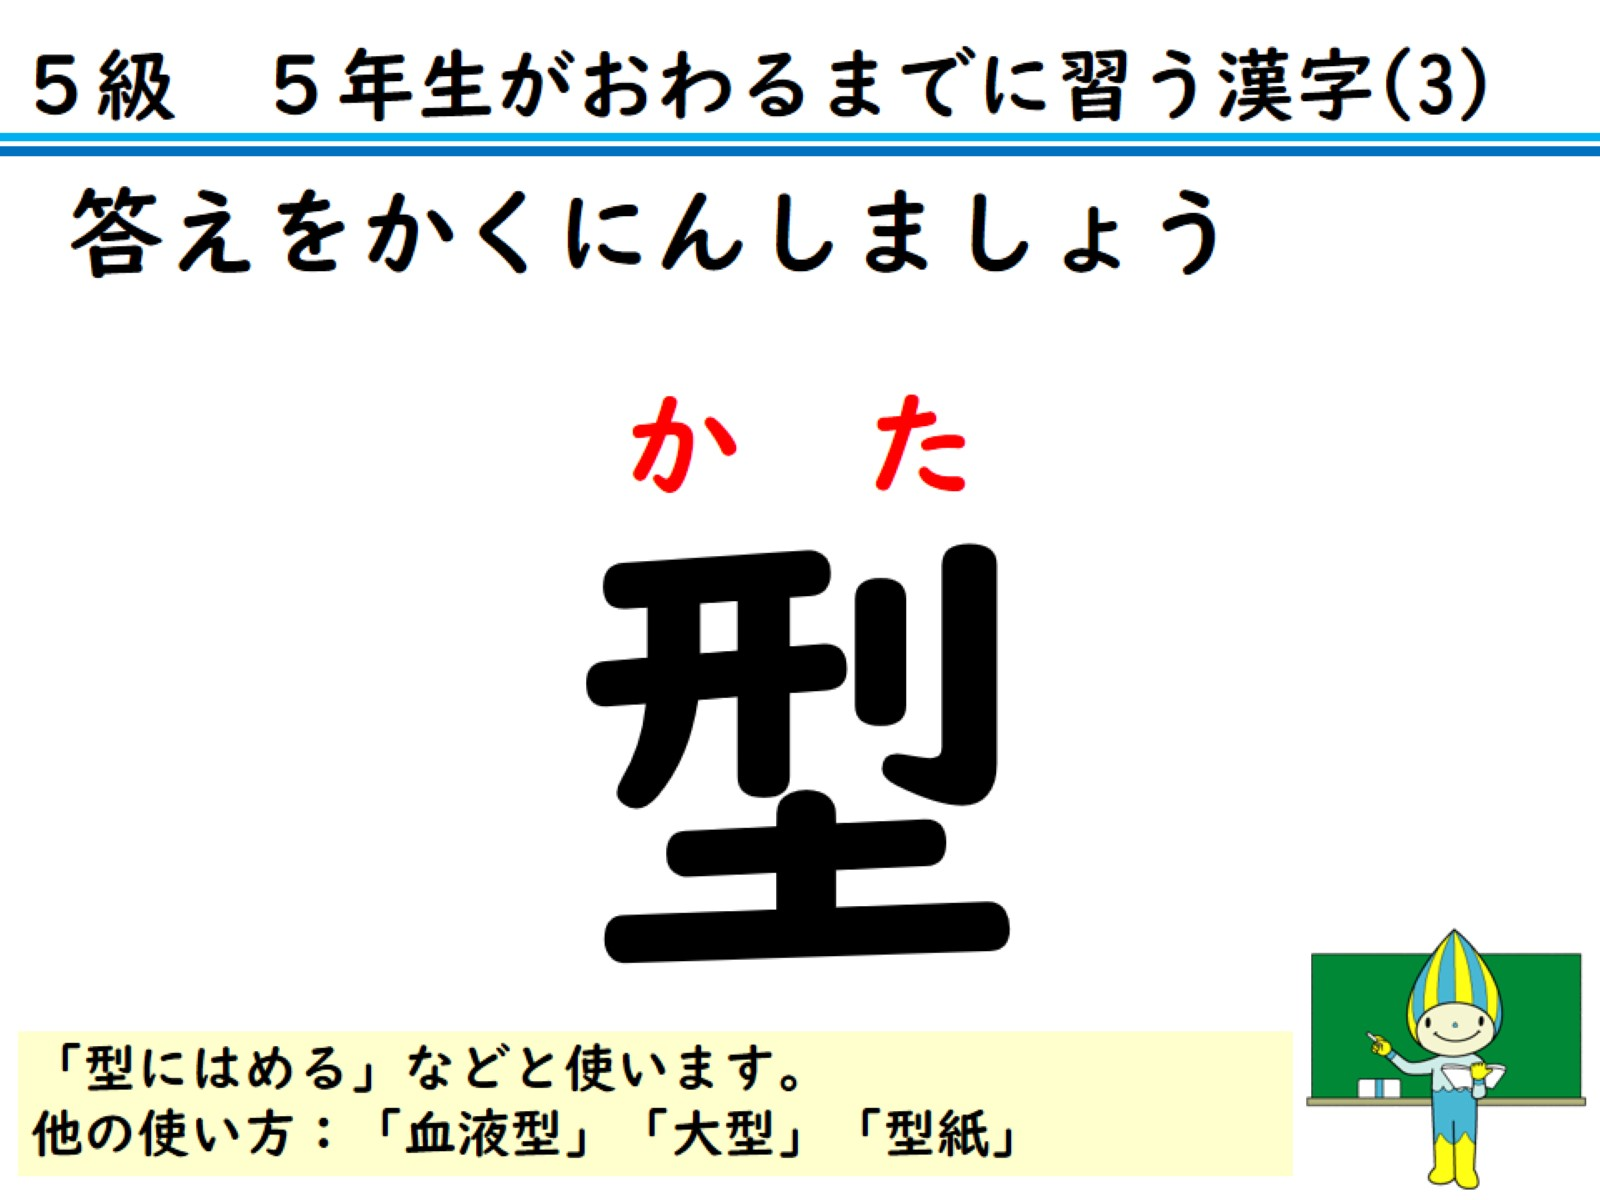 ５級　５年生がおわるまでに習う漢字(3)
答えをかくにんしましょう
か　た
型
「型にはめる」などと使います。
他の使い方：「血液型」「大型」「型紙」